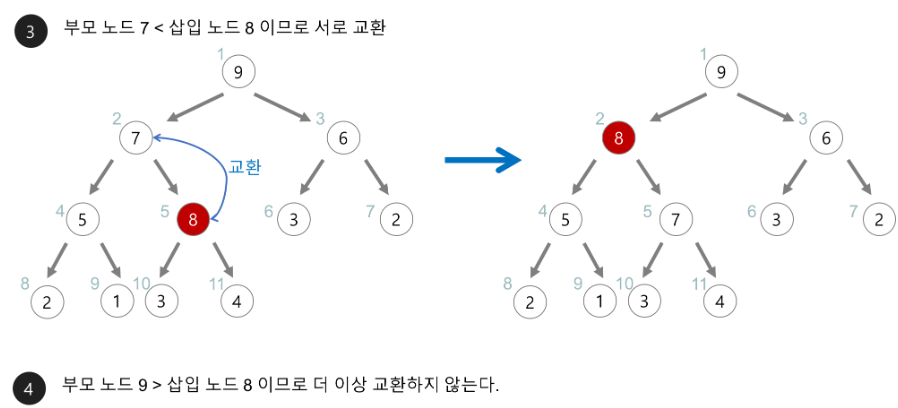 3 부모 노드 7 < 삽입 노드 8 이므로 서로 교환
1 1
9 9
2 3 2 3
7 6 8 6
교환
4 5 6 7 4 5 6 7
5 8 3 2 5 7 3 2
8 9 10 11 8 9 10 11
2 1 3 4 2 1 3 4
4 부모 노드 9 > 삽입 노드 8 이므로 더 이상 교환하지 않는다.